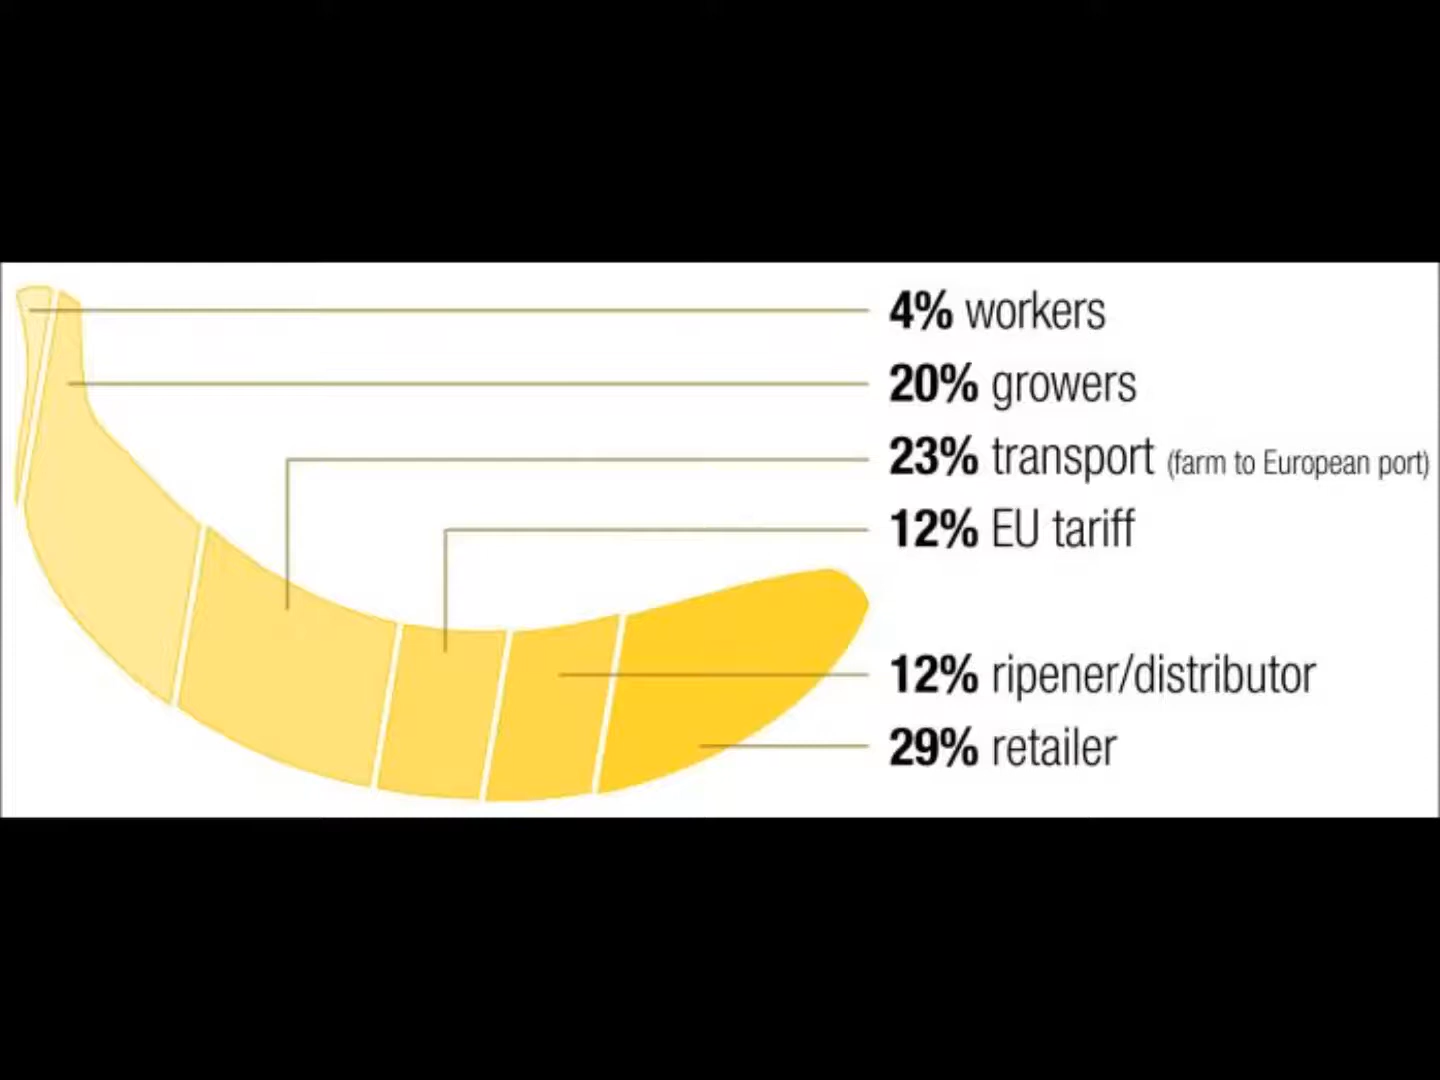 4% workers
20% growers
23% transport (farm to European port)
12% EU tariff
12% ripener/distributor
29% retailer